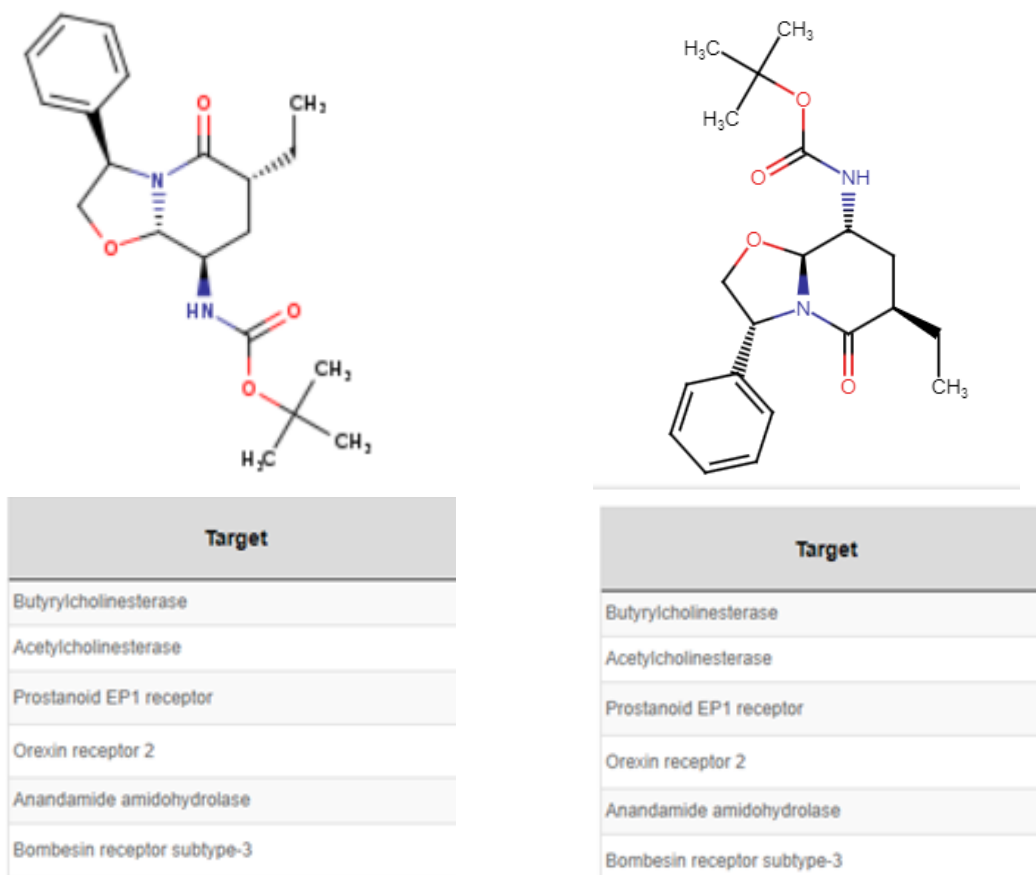 CH3
O
N
O
HN
O
O
CH3
CH3
H3C
Target
Butyrylcholinesterase
Acetylcholinesterase
Prostanoid EP1 receptor
Orexin receptor 2
Anandamide amidohydrolase
Bombesin receptor subtype-3
CH3
H3C
H3C
O
O
NH
O
N
O
CH3
Target
Butyrylcholinesterase
Acetylcholinesterase
Prostanoid EP1 receptor
Orexin receptor 2
Anandamide amidohydrolase
Bombesin receptor subtype-3